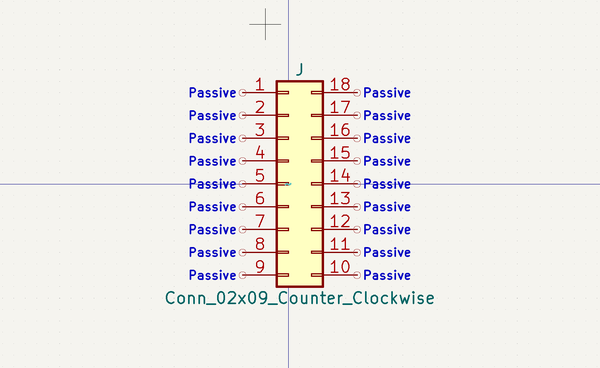 J
Passive 1 18 Passive
Passive 2 17 Passive
Passive 3 16 Passive
Passive 4 15 Passive
Passive 5 14 Passive
Passive 6 13 Passive
Passive 7 12 Passive
Passive 8 11 Passive
Passive 9 10 Passive
Conn_02x09_Counter_Clockwise